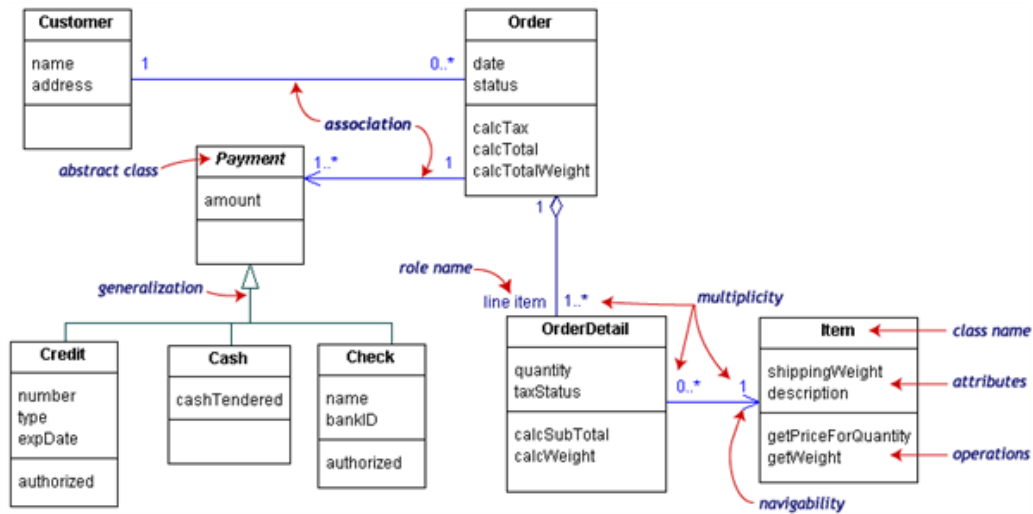 Customer
name
address
1
0..*
association
Order
date
status
calcTax
calcTotal
calcTotalWeight
abstract class
Payment
amount
1..*
1
generalization
1
role name
line item
1..*
multiplicity
Credit
number
type
expDate
authorized
Cash
cashTendered
Check
name
bankID
authorized
OrderDetail
quantity
taxStatus
calcSubTotal
calcWeight
0..*
1
Item
shippingWeight
description
getPriceForQuantity
getWeight
class name
attributes
operations
navigability